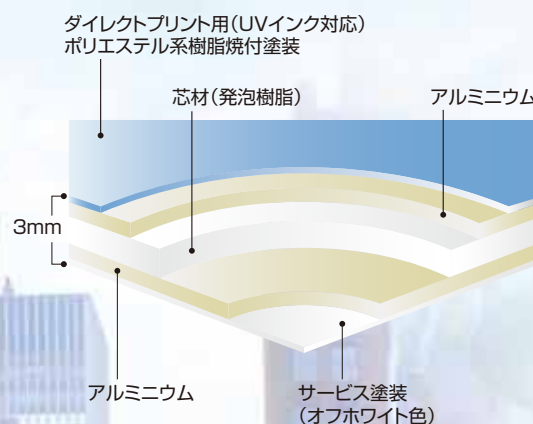 ダイレクトプリント用(UVインク対応)
ポリエステル系樹脂焼付塗装
芯材(発泡樹脂)
アルミニウム
3mm
アルミニウム
サービス塗装
(オフホワイト色)